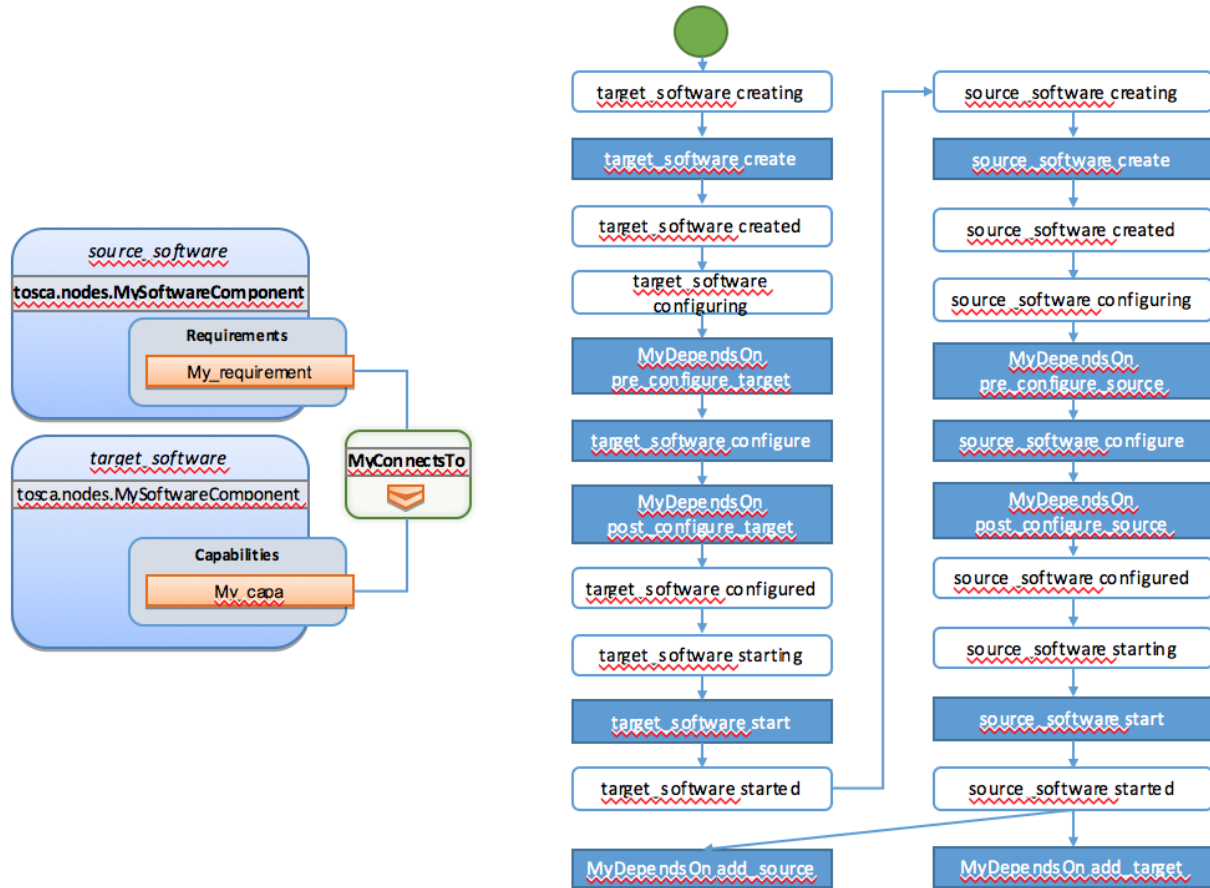 source_software
tosca.nodes.MySoftwareComponent
Requirements
My_requirement
target_software
tosca.nodes.MySoftwareComponent
Capabilities
My_capa
MyConnectsTo
target_software creating
target_software create
target_software created
target_software
configuring
MyDependsOn
pre_configure_target
target_software configure
MyDependsOn
post_configure_target
target_software configured
target_software starting
target_software start
target_software started
MyDependsOn add_source
source_software creating
source_software create
source_software created
source_software configuring
MyDependsOn
pre_configure_source
source_software configure
MyDependsOn
post_configure_source
source_software configured
source_software starting
source_software start
source_software started
MyDependsOn add_target